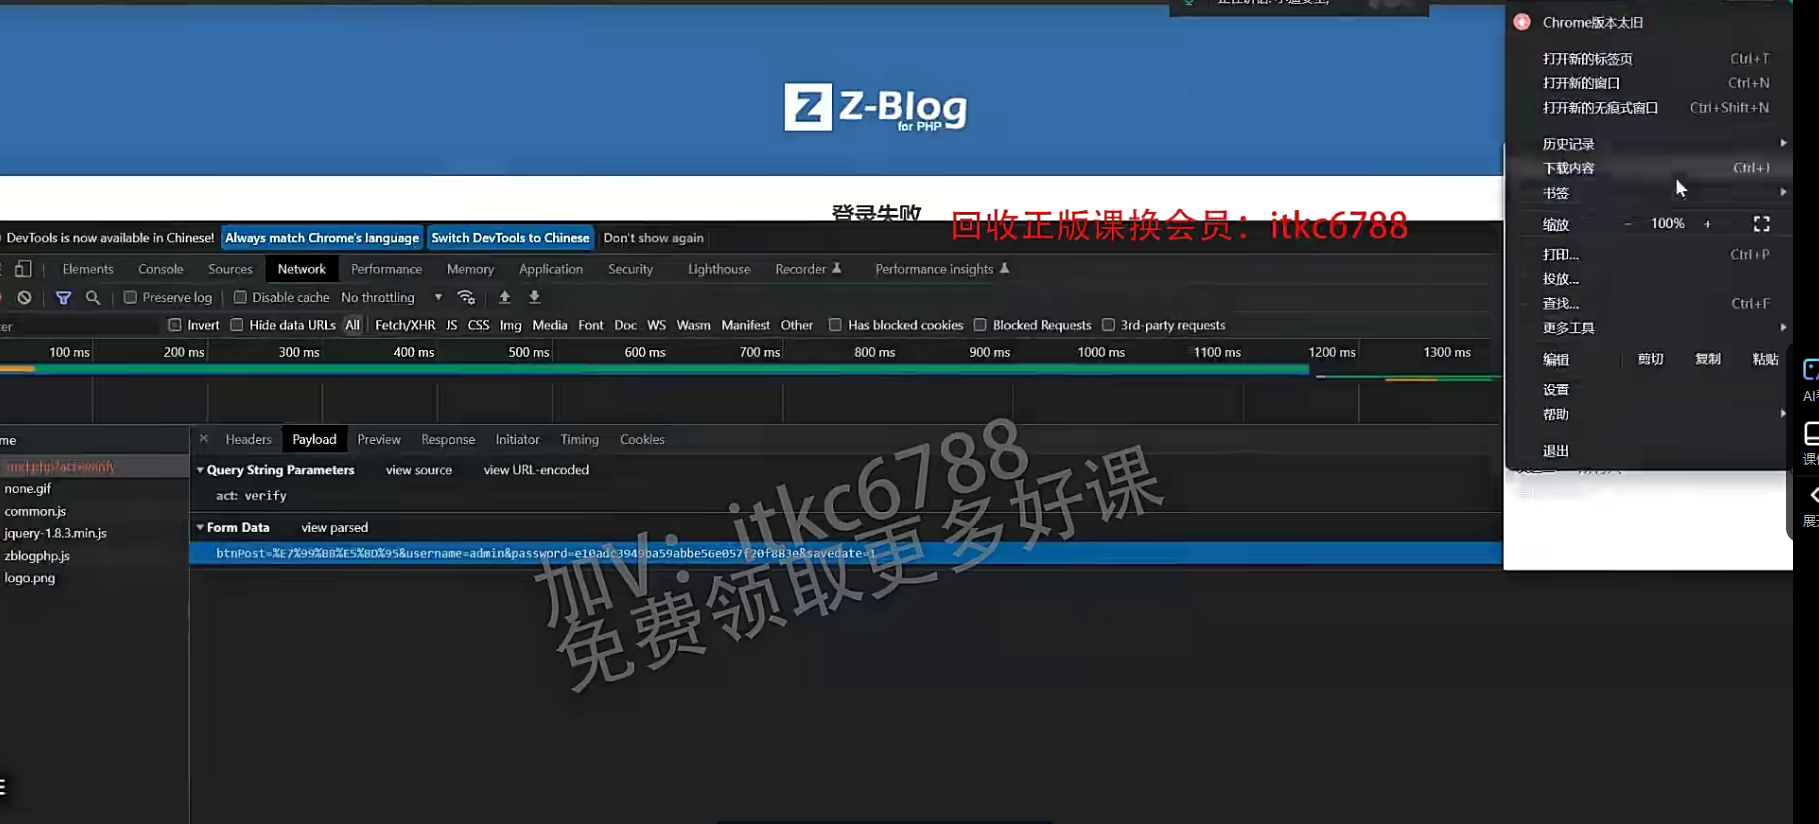 Chrome版本太旧
打开新的标签页 Ctrl+T
打开新的窗口 Ctrl+N
打开新的无痕式窗口 Ctrl+Shift+N
历史记录
下载内容 Ctrl+J
书签
缩放 - 100% +
打印... Ctrl+P
投放...
查找... Ctrl+F
更多工具
编辑 剪切 复制 粘贴
设置
帮助
退出
Z Z-Blog
for PHP
登录失败
回收正版课换会员：itkc6788
DevTools is now available in Chinese! Always match Chrome's language Switch DevTools to Chinese Don't show again
Elements Console Sources Network Performance Memory Application Security Lighthouse Recorder Performance insights
Preserve log Disable cache No throttling
Invert Hide data URLs All Fetch/XHR JS CSS Img Media Font Doc WS Wasm Manifest Other Has blocked cookies Blocked Requests 3rd-party requests
100 ms 200 ms 300 ms 400 ms 500 ms 600 ms 700 ms 800 ms 900 ms 1000 ms 1100 ms 1200 ms 1300 ms
me
none.gif
common.js
jquery-1.8.3.min.js
zblogphp.js
logo.png
× Headers Payload Preview Response Initiator Timing Cookies
Query String Parameters view source view URL-encoded
act: verify
Form Data view parsed
btnPost=%E7%99%BB%E5%BD%95&username=admin&password=e10adc3949ba59abbe56e057f20f883e&savedate=1
加V：itkc6788
免费领取更多好课